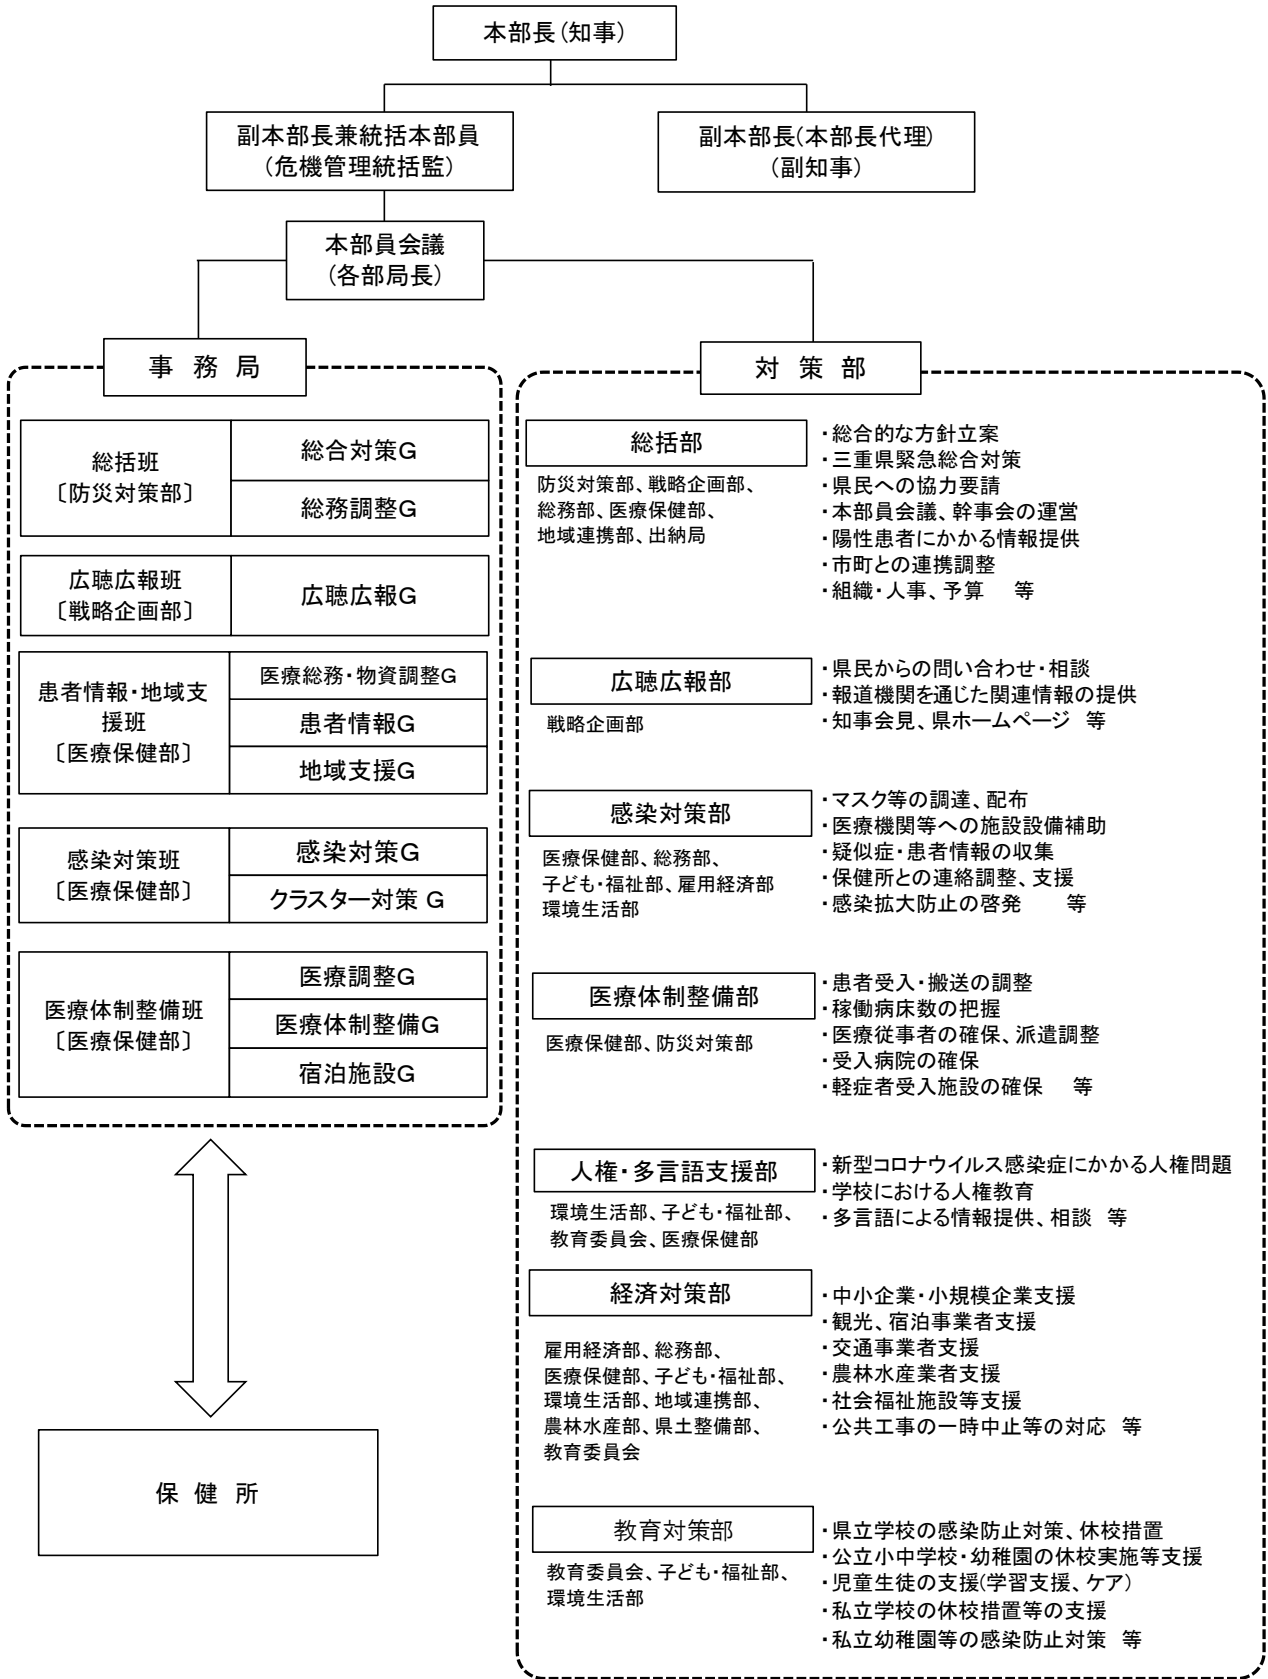 本部長(知事)
副本部長兼統括本部員
(危機管理統括監)
副本部長(本部長代理)
(副知事)
本部員会議
(各部局長)
事 務 局
総括班
〔防災対策部〕
総合対策G
総務調整G
広聴広報班
〔戦略企画部〕
広聴広報G
患者情報・地域支
援班
〔医療保健部〕
医療総務・物資調整G
患者情報G
地域支援G
感染対策班
〔医療保健部〕
感染対策G
クラスター対策 G
医療体制整備班
〔医療保健部〕
医療調整G
医療体制整備G
宿泊施設G
保 健 所
対 策 部
総括部
防災対策部、戦略企画部、
総務部、医療保健部、
地域連携部、出納局
・総合的な方針立案
・三重県緊急総合対策
・県民への協力要請
・本部員会議、幹事会の運営
・陽性患者にかかる情報提供
・市町との連携調整
・組織・人事、予算 等
広聴広報部
戦略企画部
・県民からの問い合わせ・相談
・報道機関を通じた関連情報の提供
・知事会見、県ホームページ 等
感染対策部
医療保健部、総務部、
子ども・福祉部、雇用経済部
環境生活部
・マスク等の調達、配布
・医療機関等への施設設備補助
・疑似症・患者情報の収集
・保健所との連絡調整、支援
・感染拡大防止の啓発 等
医療体制整備部
医療保健部、防災対策部
・患者受入・搬送の調整
・稼働病床数の把握
・医療従事者の確保、派遣調整
・受入病院の確保
・軽症者受入施設の確保 等
人権・多言語支援部
環境生活部、子ども・福祉部、
教育委員会、医療保健部
・新型コロナウイルス感染症にかかる人権問題
・学校における人権教育
・多言語による情報提供、相談 等
経済対策部
雇用経済部、総務部、
医療保健部、子ども・福祉部、
環境生活部、地域連携部、
農林水産部、県土整備部、
教育委員会
・中小企業・小規模企業支援
・観光、宿泊事業者支援
・交通事業者支援
・農林水産業者支援
・社会福祉施設等支援
・公共工事の一時中止等の対応 等
教育対策部
教育委員会、子ども・福祉部、
環境生活部
・県立学校の感染防止対策、休校措置
・公立小中学校・幼稚園の休校実施等支援
・児童生徒の支援(学習支援、ケア)
・私立学校の休校措置等の支援
・私立幼稚園等の感染防止対策 等